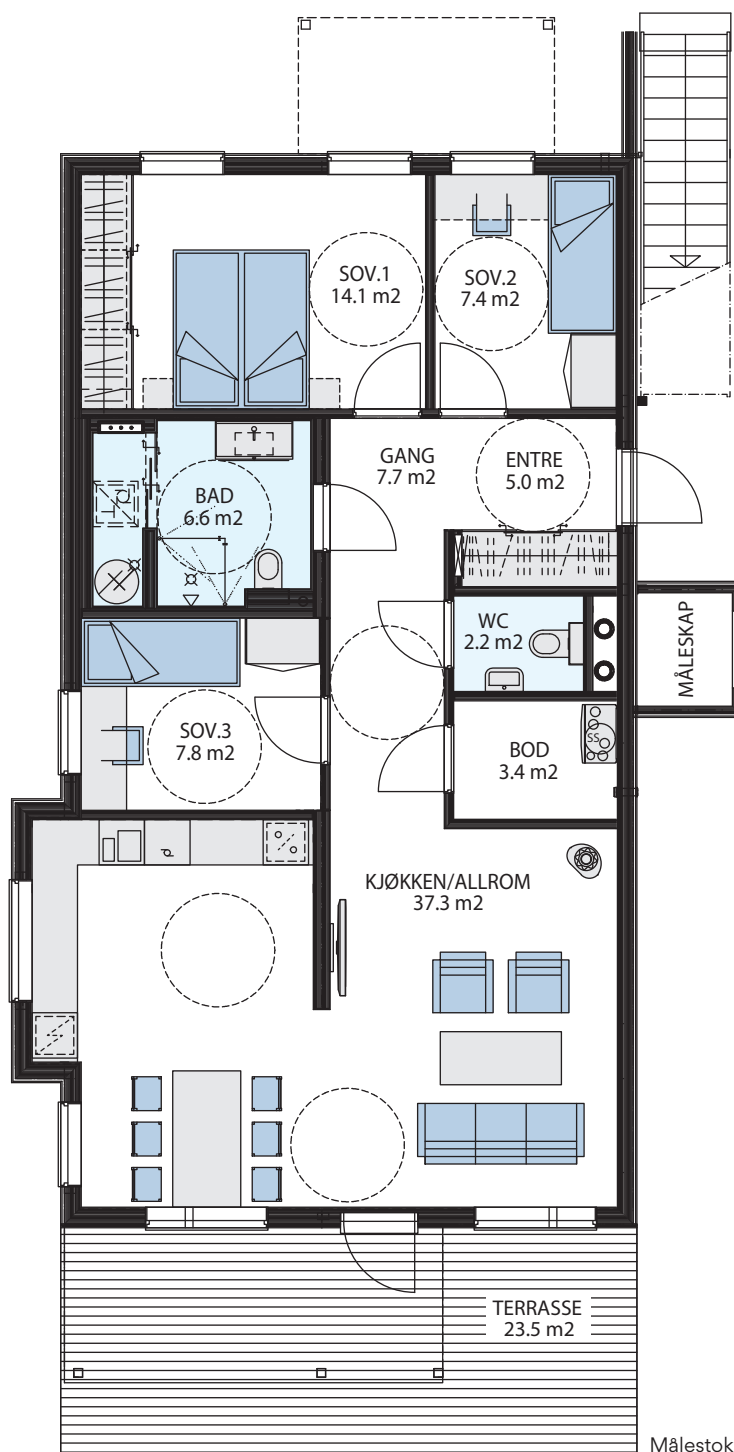 SOV.1
14.1 m2
SOV.2
7.4 m2
GANG
7.7 m2
ENTRE
5.0 m2
BAD
6.6 m2
WC
2.2 m2
MÅLESKAP
SOV.3
7.8 m2
BOD
3.4 m2
SS
KJØKKEN/ALLROM
37.3 m2
TERRASSE
23.5 m2
Målestok